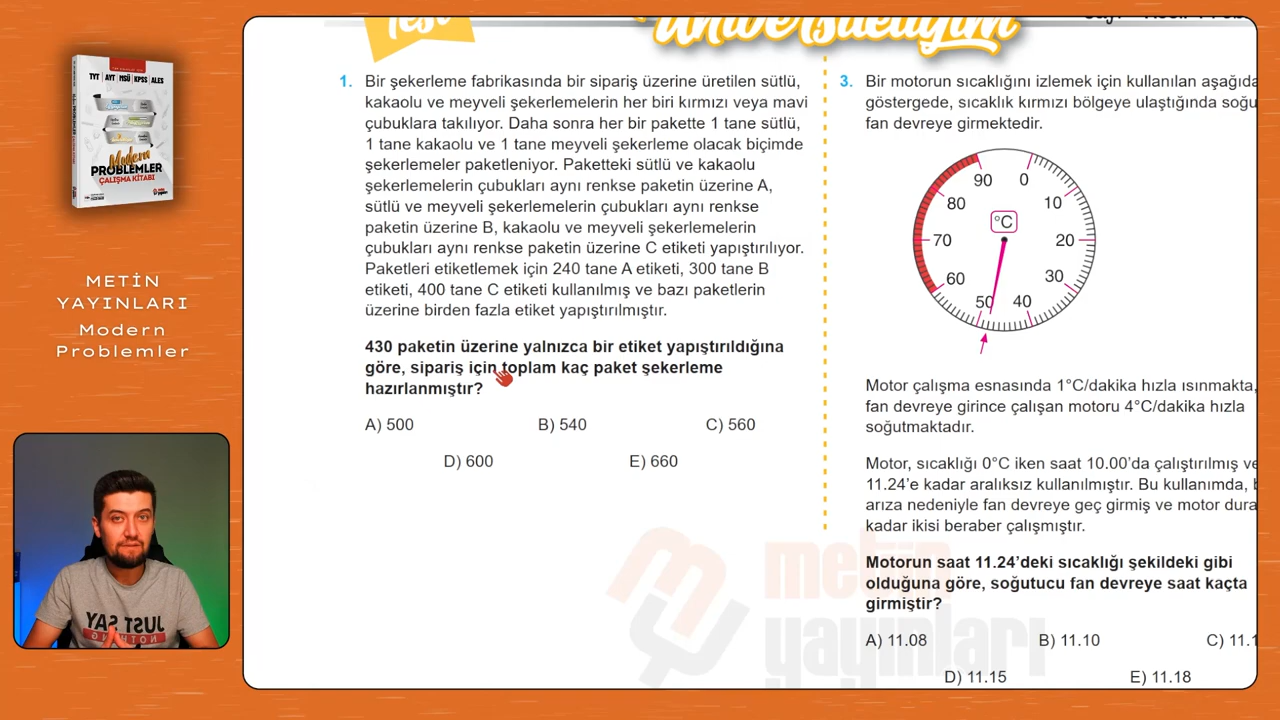 TYT AYT MSÜ KPSS ALES
Modern
PROBLEMLER
ÇALIŞMA KİTABI
METİN
YAYINLARI
Modern
Problemler
JUST SAY
NOTHING
Test
1. Bir şekerleme fabrikasında bir sipariş üzerine üretilen sütlü,
kakaolu ve meyveli şekerlemelerin her biri kırmızı veya mavi
çubuklara takılıyor. Daha sonra her bir pakette 1 tane sütlü,
1 tane kakaolu ve 1 tane meyveli şekerleme olacak biçimde
şekerlemeler paketleniyor. Paketteki sütlü ve kakaolu
şekerlemelerin çubukları aynı renkse paketin üzerine A,
sütlü ve meyveli şekerlemelerin çubukları aynı renkse
paketin üzerine B, kakaolu ve meyveli şekerlemelerin
çubukları aynı renkse paketin üzerine C etiketi yapıştırılıyor.
Paketleri etiketlemek için 240 tane A etiketi, 300 tane B
etiketi, 400 tane C etiketi kullanılmış ve bazı paketlerin
üzerine birden fazla etiket yapıştırılmıştır.
430 paketin üzerine yalnızca bir etiket yapıştırıldığına
göre, sipariş için toplam kaç paket şekerleme
hazırlanmıştır?
A) 500 B) 540 C) 560
D) 600 E) 660
3. Bir motorun sıcaklığını izlemek için kullanılan aşağıda
göstergede, sıcaklık kırmızı bölgeye ulaştığında soğu
fan devreye girmektedir.
90 0
80 10
°C
70 20
60 30
50 40
Motor çalışma esnasında 1°C/dakika hızla ısınmakta,
fan devreye girince çalışan motoru 4°C/dakika hızla
soğutmaktadır.
Motor, sıcaklığı 0°C iken saat 10.00'da çalıştırılmış ve
11.24'e kadar aralıksız kullanılmıştır. Bu kullanımda, b
arıza nedeniyle fan devreye geç girmiş ve motor dura
kadar ikisi beraber çalışmıştır.
Motorun saat 11.24'deki sıcaklığı şekildeki gibi
olduğuna göre, soğutucu fan devreye saat kaçta
girmiştir?
A) 11.08 B) 11.10 C) 11.1
D) 11.15 E) 11.18
metin
yayınları